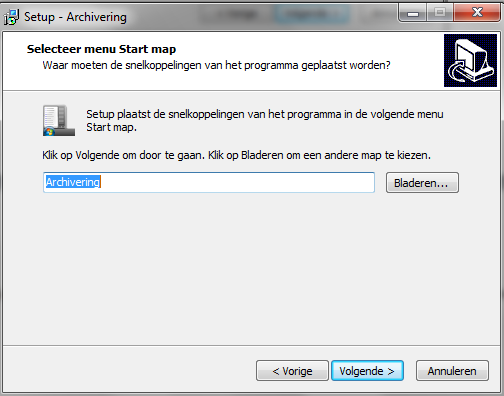 Setup - Archivering
Selecteer menu Start map
Waar moeten de snelkoppelingen van het programma geplaatst worden?
Setup plaatst de snelkoppelingen van het programma in de volgende menu
Start map.
Klik op Volgende om door te gaan. Klik op Bladeren om een andere map te kiezen.
Archivering
Bladeren...
< Vorige
Volgende >
Annuleren